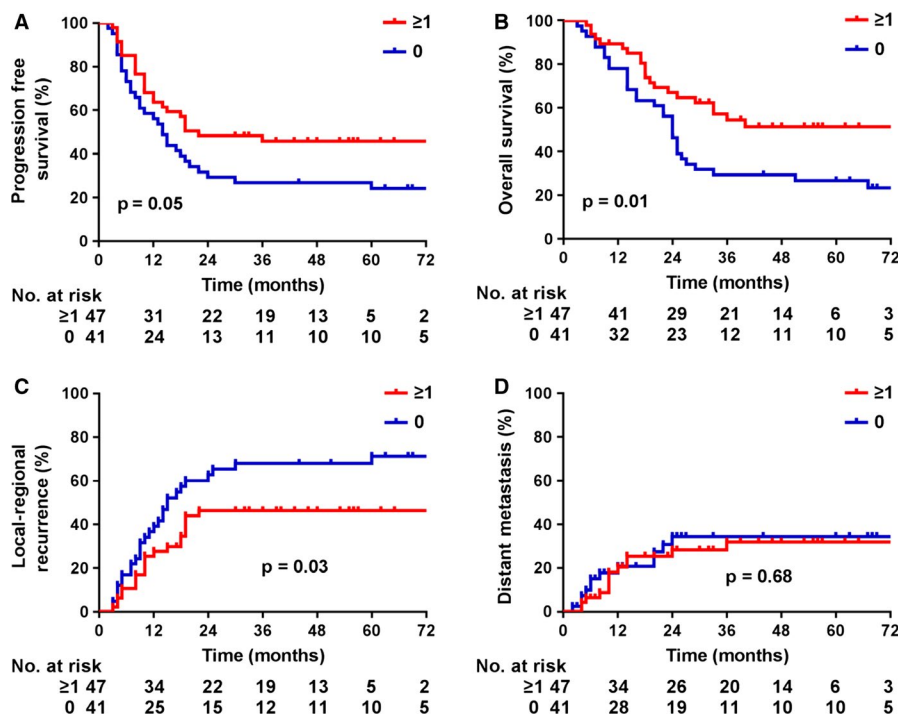 A
≥1
0
Progression free
survival (%)
100
80
60
40
20
0
p = 0.05
0 12 24 36 48 60 72
Time (months)
No. at risk
≥1 47 31 22 19 13 5 2
0 41 24 13 11 10 10 5
B
≥1
0
Overall survival (%)
100
80
60
40
20
0
p = 0.01
0 12 24 36 48 60 72
Time (months)
No. at risk
≥1 47 41 29 21 14 6 3
0 41 32 23 12 11 10 5
C
≥1
0
Local-regional
recurrence (%)
100
80
60
40
20
0
p = 0.03
0 12 24 36 48 60 72
Time (months)
No. at risk
≥1 47 34 22 19 13 5 2
0 41 25 15 12 11 10 5
D
≥1
0
Distant metastasis (%)
100
80
60
40
20
0
p = 0.68
0 12 24 36 48 60 72
Time (months)
No. at risk
≥1 47 34 26 20 14 6 3
0 41 28 19 11 10 10 5